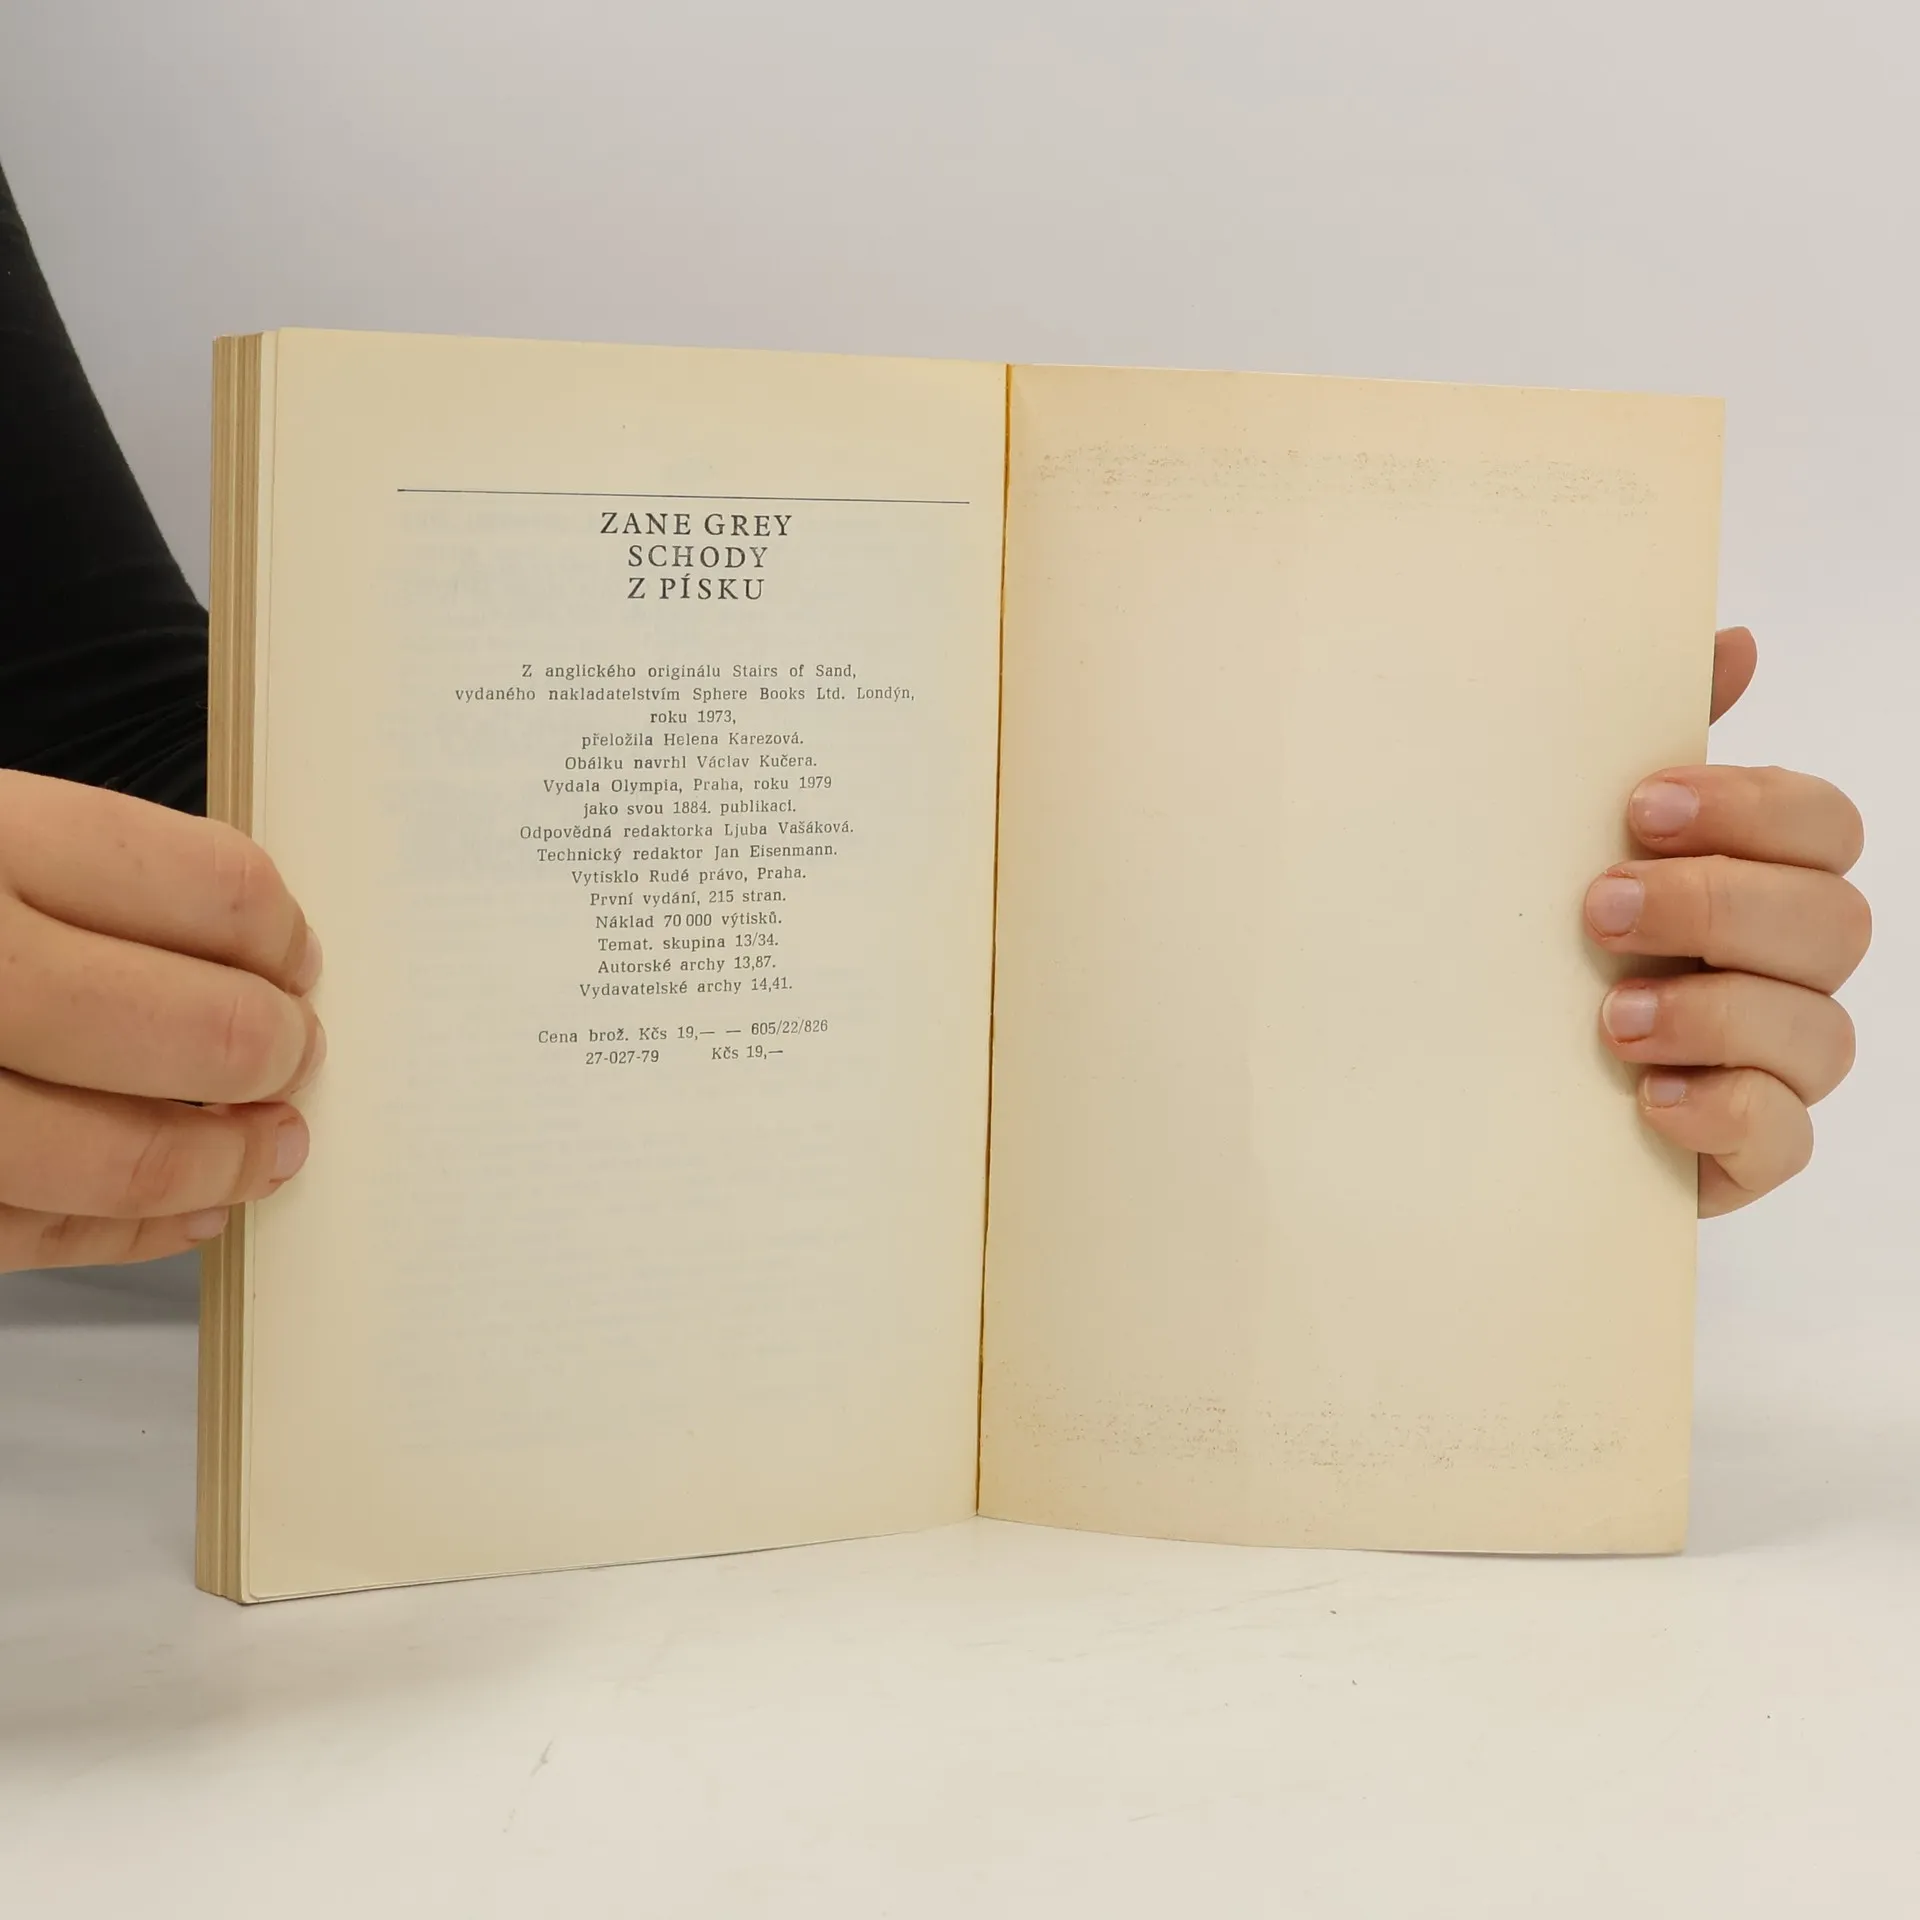 ZANE GREY
SCHODY
Z PÍSKU
Z anglického originálu Stairs of Sand,
vydaného nakladatelstvím Sphere Books Ltd. Londýn,
roku 1973,
přeložila Helena Karezová.
Obálku navrhl Václav Kučera.
Vydala Olympia, Praha, roku 1979
jako svou 1884. publikaci.
Odpovědná redaktorka Ljuba Vašáková.
Technický redaktor Jan Eisenmann.
Vytisklo Rudé právo, Praha.
První vydání, 215 stran.
Náklad 70 000 výtisků.
Temat. skupina 13/34.
Autorské archy 13,87.
Vydavatelské archy 14,41.
Cena brož. Kčs 19,— — 605/22/826
27-027-79 Kčs 19,—